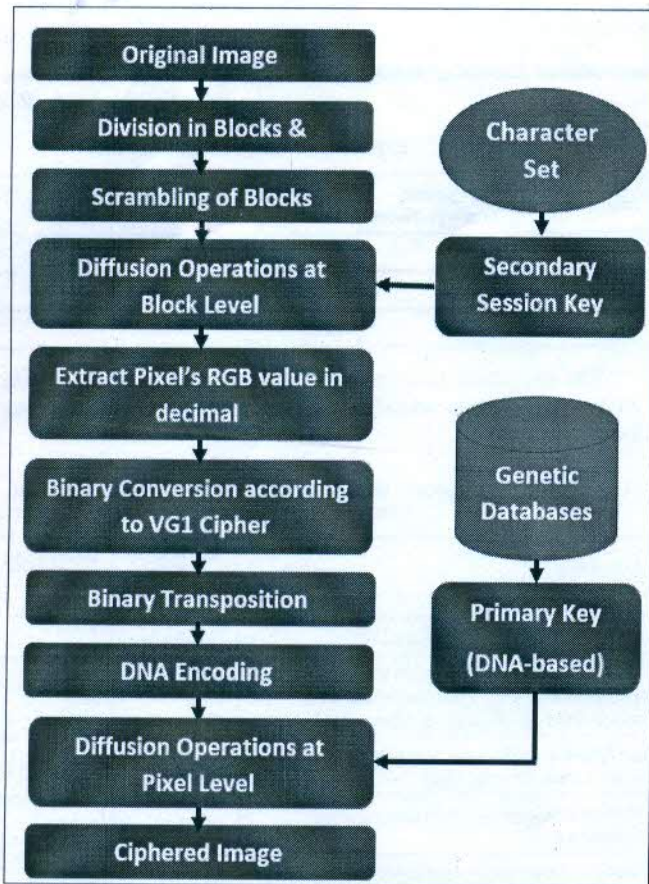 Original Image
Division in Blocks &
Scrambling of Blocks
Diffusion Operations at
Block Level
Extract Pixel's RGB value in
decimal
Binary Conversion according
to VG1 Cipher
Binary Transposition
DNA Encoding
Diffusion Operations at
Pixel Level
Ciphered Image
Character
Set
Secondary
Session Key
Genetic
Databases
Primary Key
(DNA-based)